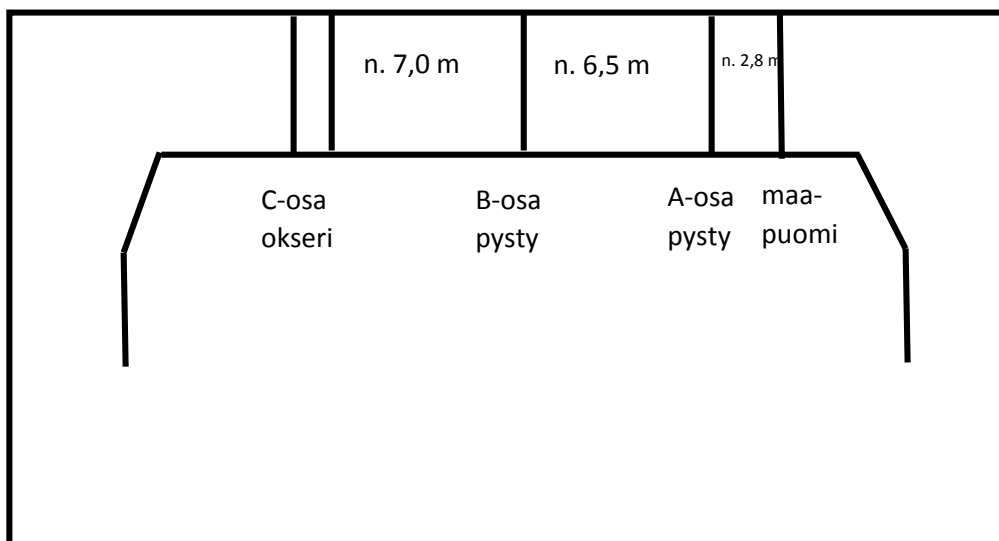 n. 7,0 m
n. 6,5 m
n. 2,8 m
C-osa
okseri
B-osa
pysty
A-osa
pysty
maa-
puomi